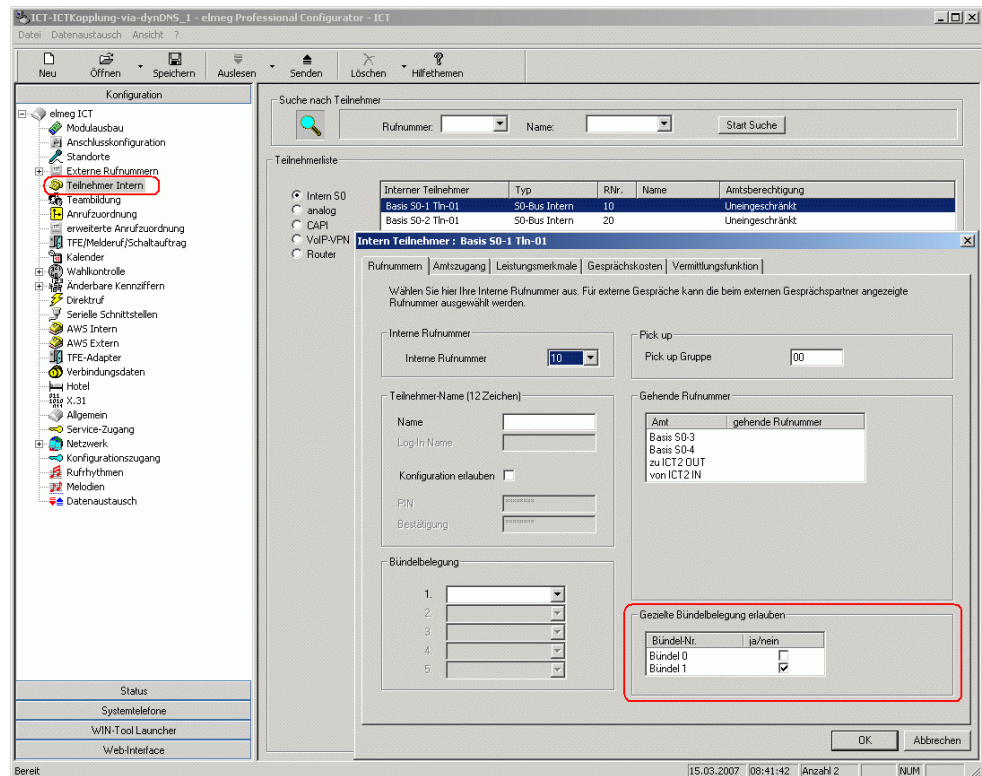 ICT-ICTKopplung-via-dynDNS_1 - elmeg Professional Configurator - ICT
Datei Datenaustausch Ansicht ?
Neu Öffnen Speichern Auslesen Senden Löschen Hilfethemen
Konfiguration
elmeg ICT
Modulausbau
Anschlusskonfiguration
Standorte
Externe Rufnummern
Teilnehmer Intern
Teambildung
Anrufzuordnung
erweiterte Anrufzuordnung
TFE/Melderuf/Schaltauftrag
Kalender
Wahlkontrolle
Änderbare Kennziffern
Direktruf
Serielle Schnittstellen
AWS Intern
AWS Extern
TFE-Adapter
Verbindungsdaten
Hotel
X.31
Allgemein
Service-Zugang
Netzwerk
Konfigurationszugang
Rufrhythmen
Melodien
Datenaustausch
Status
Systemtelefone
WIN-Tool Launcher
Web-Interface
Suche nach Teilnehmer
Rufnummer: Name: Start Suche
Teilnehmerliste
Intern S0
analog
CAPI
VoIP-VPN
Router
Interner Teilnehmer Typ RNr. Name Amtsberechtigung
Basis S0-1 Tln-01 S0-Bus Intern 10 Uneingeschränkt
Basis S0-2 Tln-01 S0-Bus Intern 20 Uneingeschränkt
Intern Teilnehmer : Basis S0-1 Tln-01
Rufnummern Amtszugang Leistungsmerkmale Gesprächskosten Vermittlungsfunktion
Wählen Sie hier Ihre Interne Rufnummer aus. Für externe Gespräche kann die beim externen Gesprächspartner angezeigte
Rufnummer ausgewählt werden.
Interne Rufnummer
Interne Rufnummer 10
Pick up
Pick up Gruppe 00
Teilnehmer-Name (12 Zeichen)
Name
Log-In Name
Konfiguration erlauben
PIN ********
Bestätigung ********
Gehende Rufnummer
Amt gehende Rufnummer
Basis S0-3
Basis S0-4
zu ICT2 OUT
von ICT2 IN
Bündelbelegung
1.
2.
3.
4.
5.
Gezielte Bündelbelegung erlauben
Bündel-Nr. ja/nein
Bündel 0
Bündel 1
OK Abbrechen
Bereit 15.03.2007 08:41:42 Anzahl 2 NUM